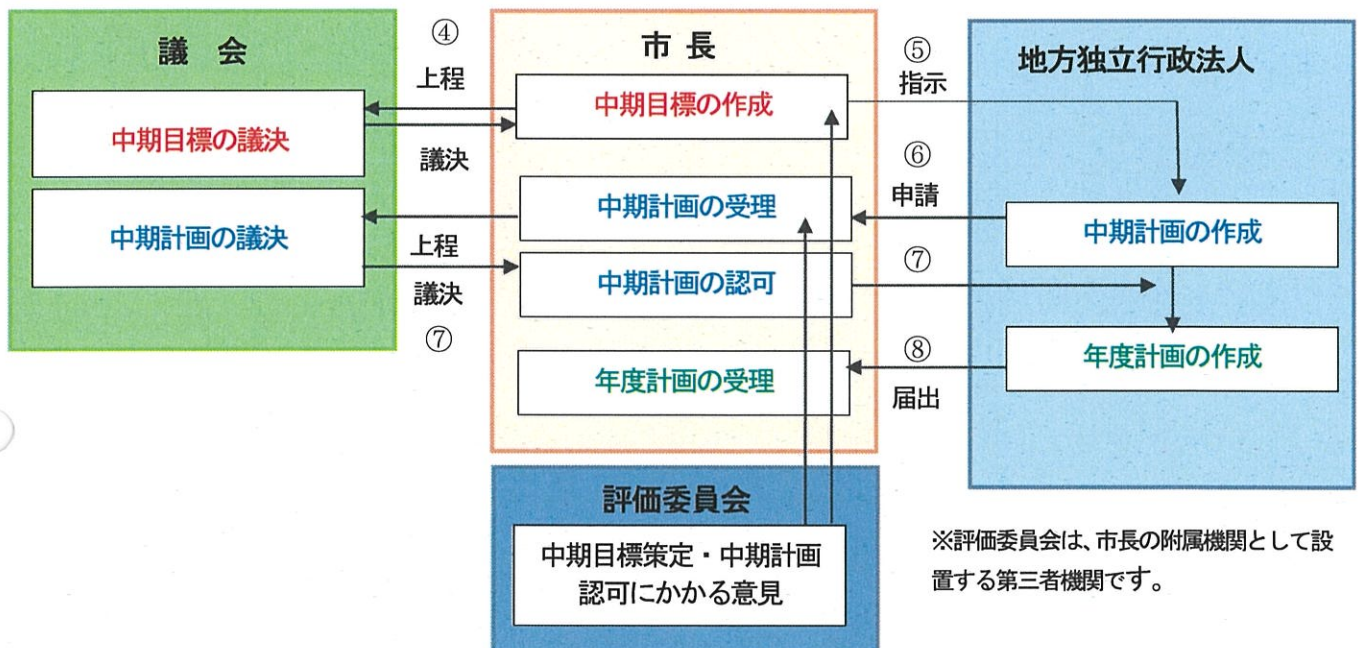 議 会
中期目標の議決
中期計画の議決
④
上程
議決
上程
議決
⑦
市 長
中期目標の作成
中期計画の受理
中期計画の認可
年度計画の受理
⑤
指示
⑥
申請
⑦
⑧
届出
地方独立行政法人
中期計画の作成
年度計画の作成
評価委員会
中期目標策定・中期計画
認可にかかる意見
※評価委員会は、市長の附属機関として設
置する第三者機関です。